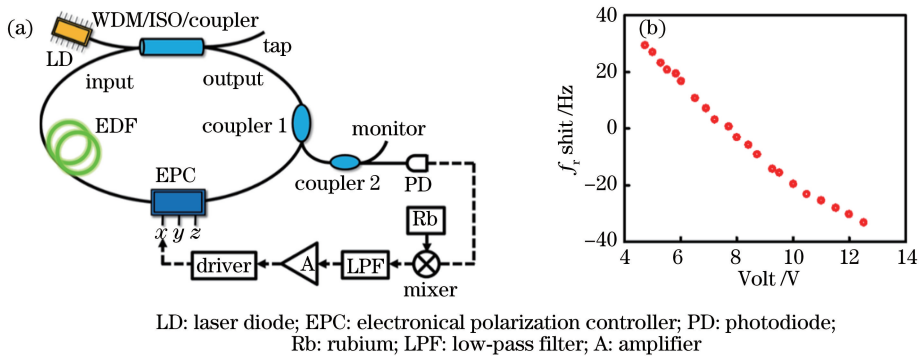 (a)
WDM/ISO/coupler
LD
tap
input
output
EDF
coupler 1
monitor
EPC
coupler 2
PD
x y z
Rb
driver
A
LPF
mixer
(b)
40
20
0
−20
−40
fr shit /Hz
4 6 8 10 12 14
Volt /V
LD: laser diode; EPC: electronical polarization controller; PD: photodiode;
Rb: rubium; LPF: low-pass filter; A: amplifier